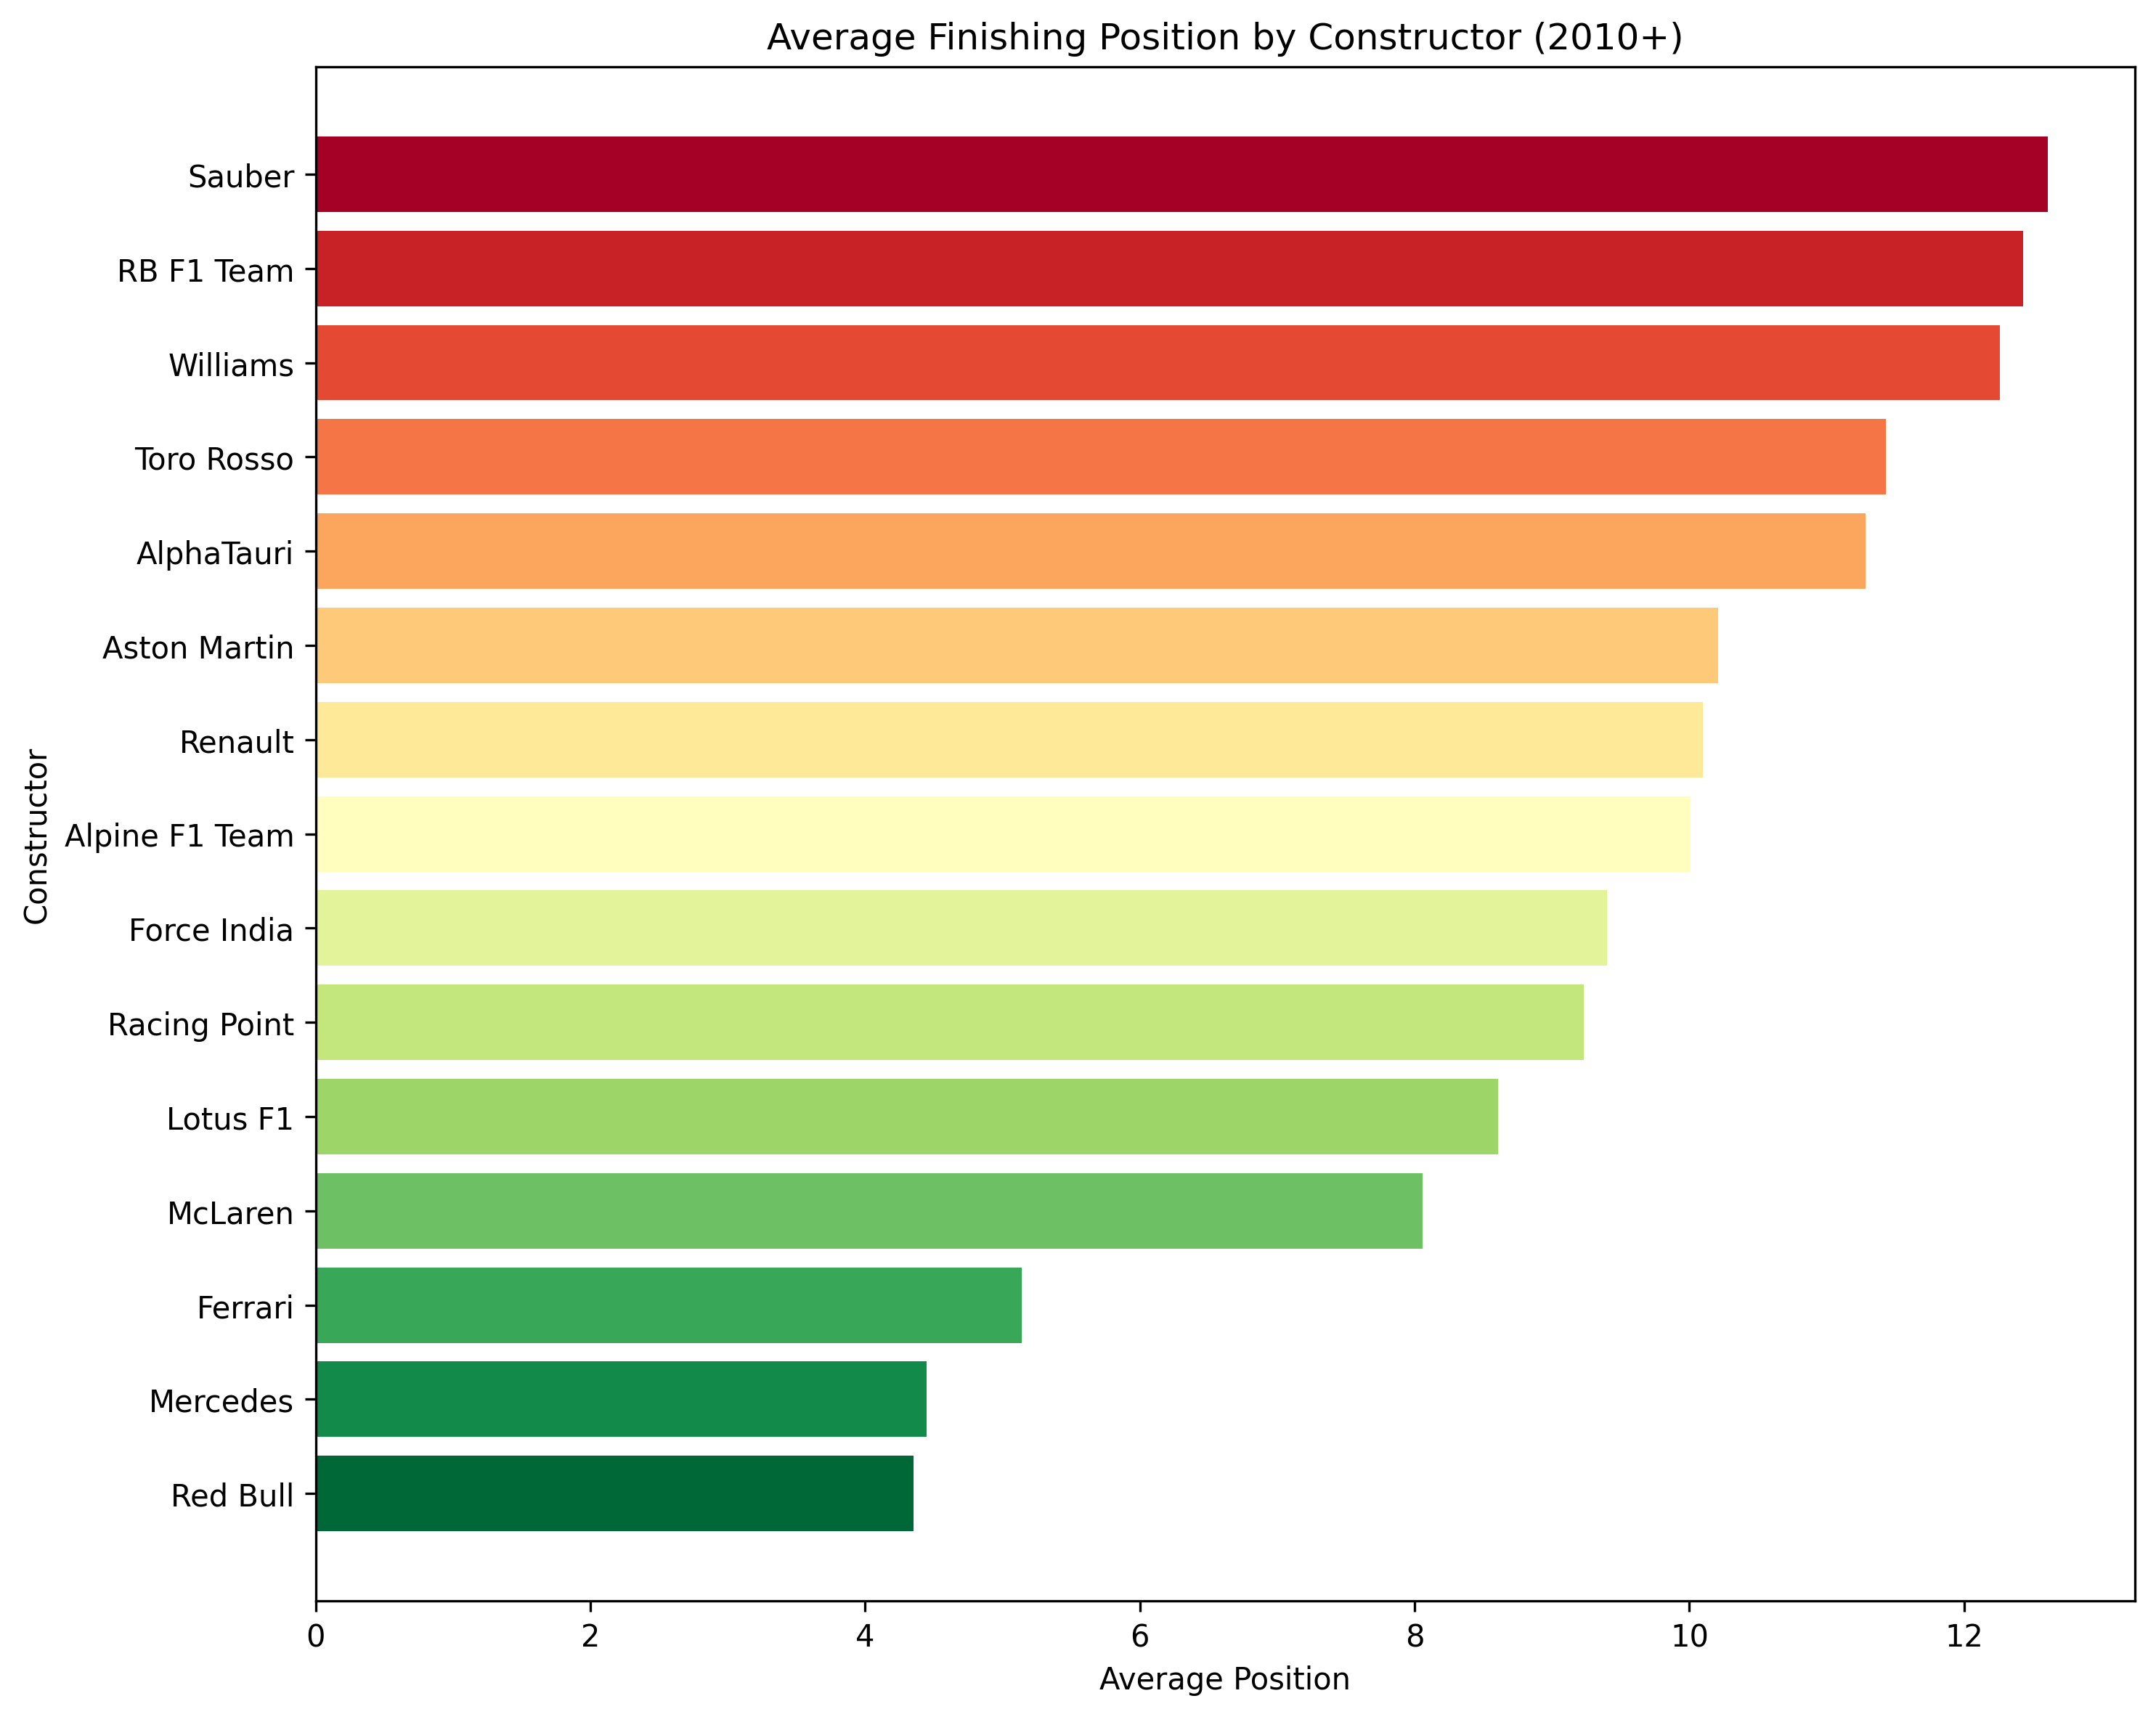 Average Finishing Position by Constructor (2010+)
Sauber
RB F1 Team
Williams
Toro Rosso
AlphaTauri
Aston Martin
Renault
Alpine F1 Team
Force India
Racing Point
Lotus F1
McLaren
Ferrari
Mercedes
Red Bull
Constructor
0 2 4 6 8 10 12
Average Position